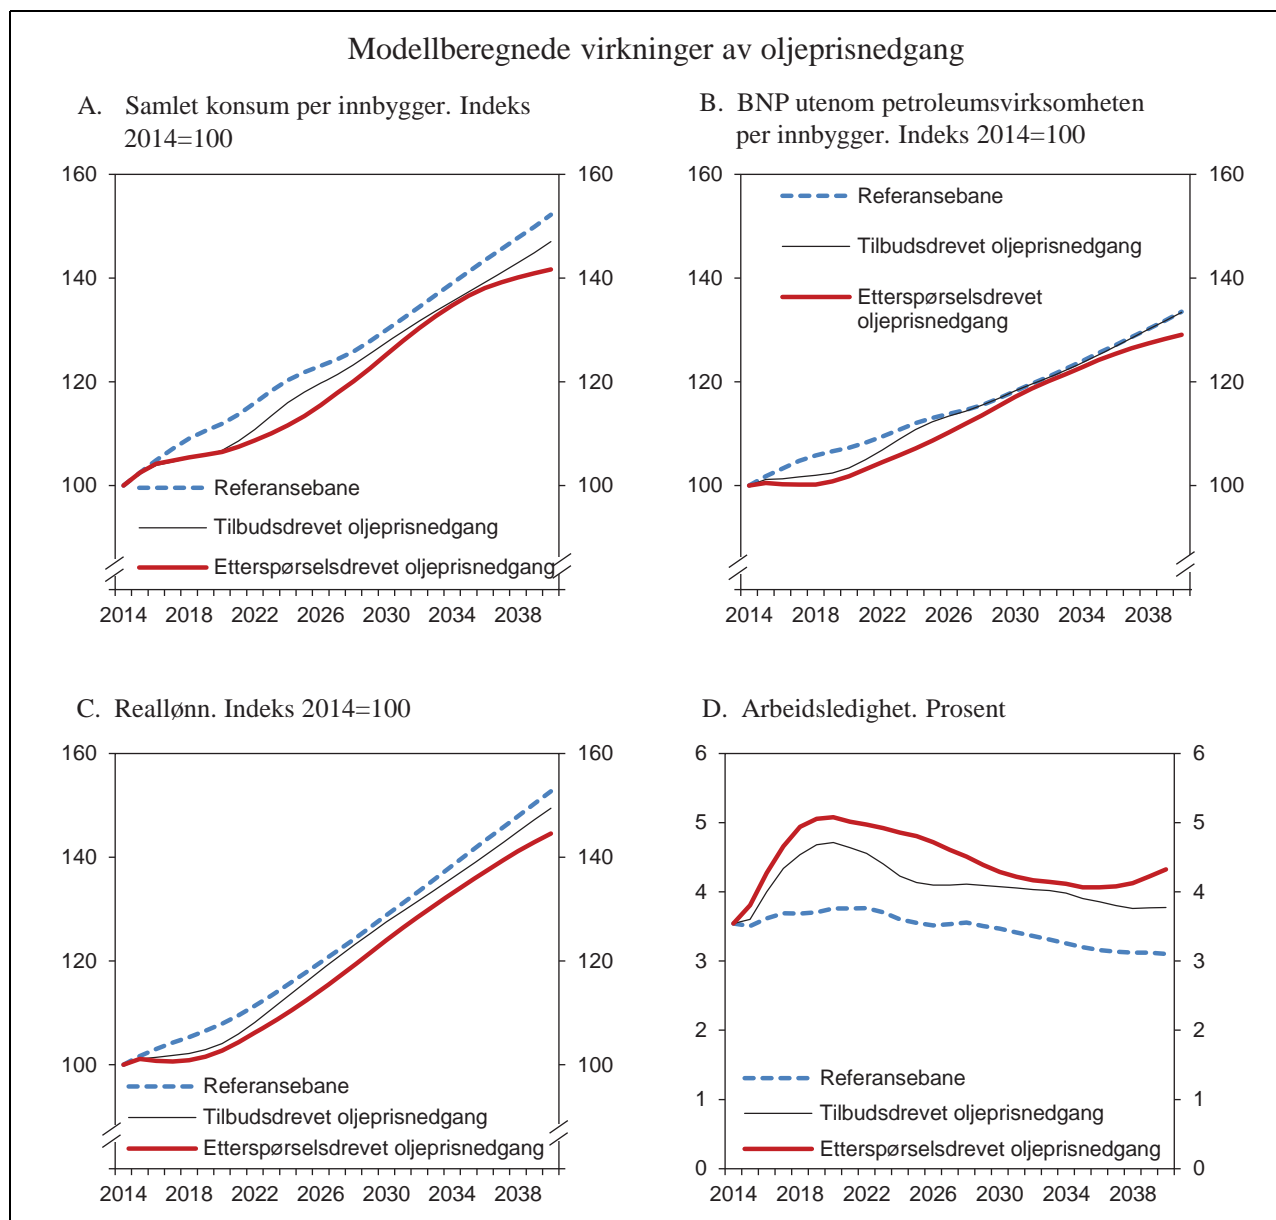 Modellberegnede virkninger av oljeprisnedgang
A. Samlet konsum per innbygger. Indeks
2014=100
160 160
140 140
120 120
100 100
Referansebane
Tilbudsdrevet oljeprisnedgang
Etterspørselsdrevet oljeprisnedgang
2014 2018 2022 2026 2030 2034 2038
B. BNP utenom petroleumsvirksomheten
per innbygger. Indeks 2014=100
160 160
Referansebane
Tilbudsdrevet oljeprisnedgang
140 140
Etterspørselsdrevet
oljeprisnedgang
120 120
100 100
2014 2018 2022 2026 2030 2034 2038
C. Reallønn. Indeks 2014=100
160 160
140 140
120 120
100 100
Referansebane
Tilbudsdrevet oljeprisnedgang
Etterspørselsdrevet oljeprisnedgang
2014 2018 2022 2026 2030 2034 2038
D. Arbeidsledighet. Prosent
6 6
5 5
4 4
3 3
2 2
Referansebane
1 1
Tilbudsdrevet oljeprisnedgang
Etterspørselsdrevet oljeprisnedgang
0 0
2014 2018 2022 2026 2030 2034 2038